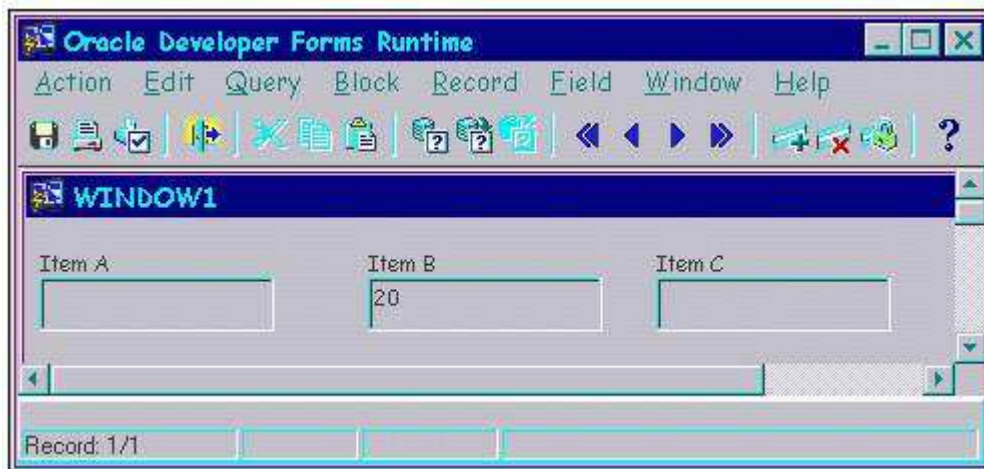 Oracle Developer Forms Runtime
Action Edit Query Block Record Field Window Help
WINDOW1
Item A Item B Item C
20
Record: 1/1